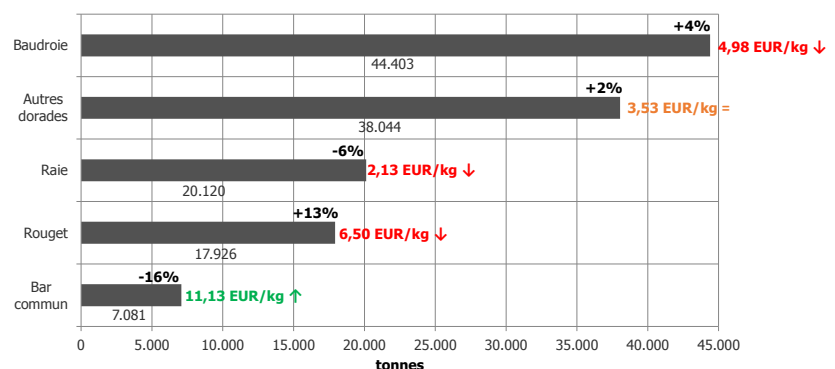 +4%
Baudroie
4,98 EUR/kg ↓
44.403
+2%
Autres
dorades
3,53 EUR/kg =
38.044
-6%
Raie
2,13 EUR/kg ↓
20.120
+13%
Rouget
6,50 EUR/kg ↓
17.926
-16%
Bar
commun
11,13 EUR/kg ↑
7.081
0 5.000 10.000 15.000 20.000 25.000 30.000 35.000 40.000 45.000
tonnes